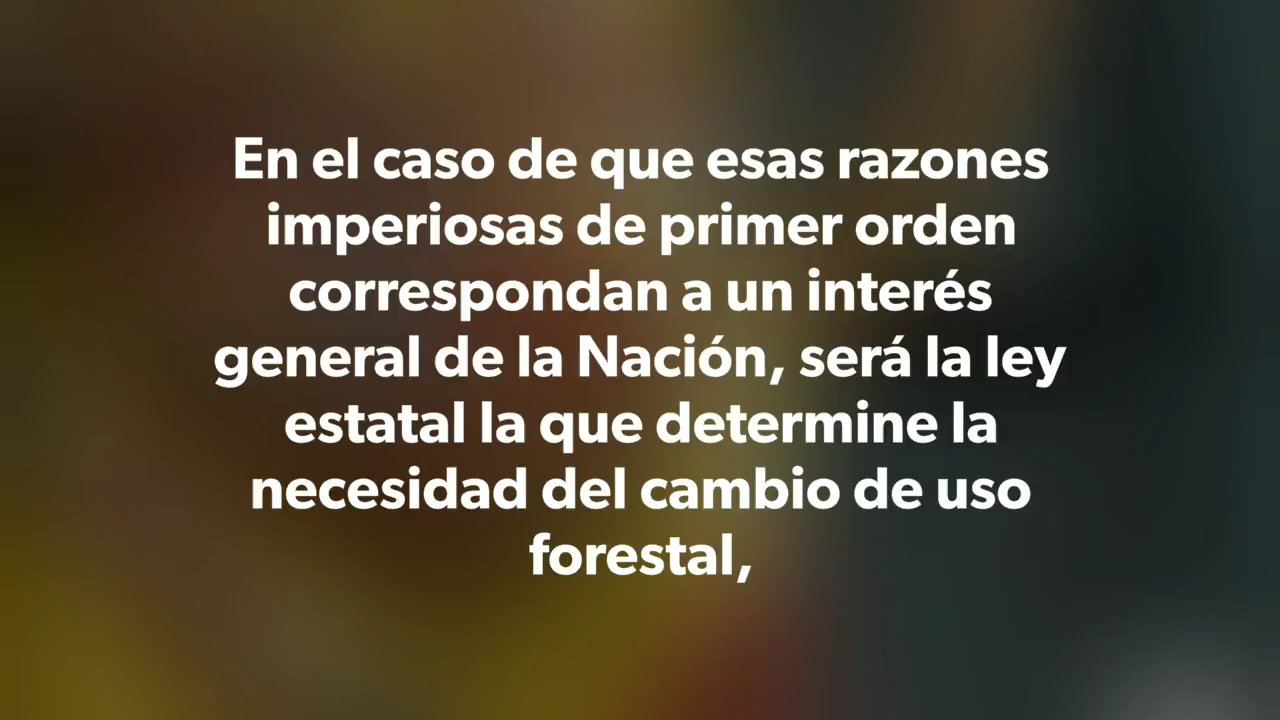 En el caso de que esas razones
imperiosas de primer orden
correspondan a un interés
general de la Nación, será la ley
estatal la que determine la
necesidad del cambio de uso
forestal,